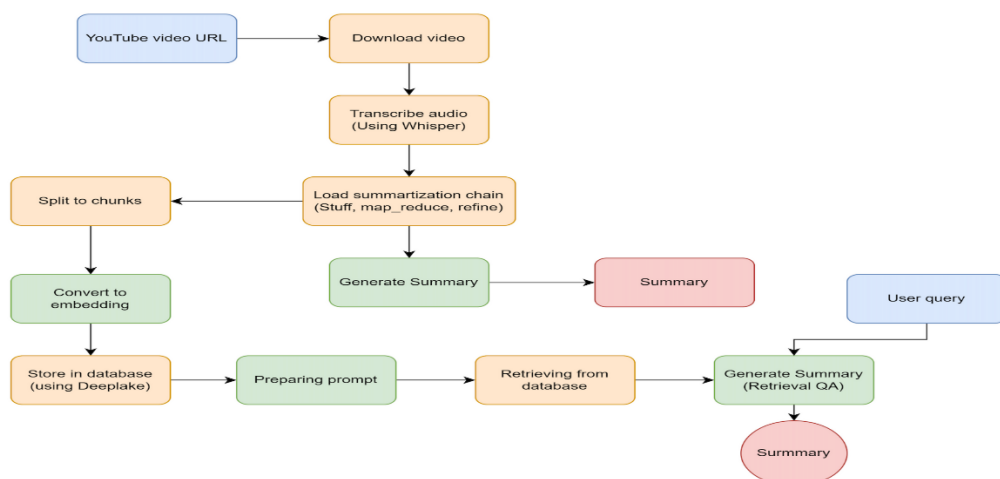 YouTube video URL
Download video
Transcribe audio
(Using Whisper)
Load summartization chain
(Stuff, map_reduce, refine)
Split to chunks
Generate Summary
Summary
Convert to
embedding
User query
Store in database
(using Deeplake)
Preparing prompt
Retrieving from
database
Generate Summary
(Retrieval QA)
Surmmary